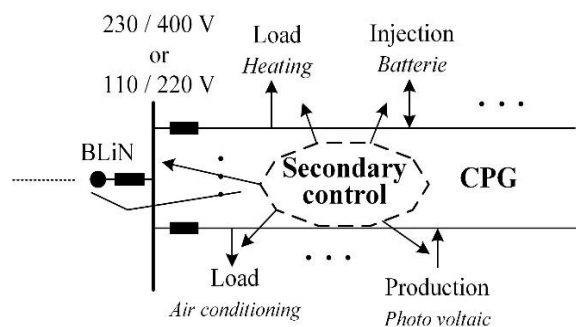 230 / 400 V
or
110 / 220 V
Load
Heating
Injection
Batterie
BLiN
Secondary
control
CPG
Load
Air conditioning
Production
Photo voltaic